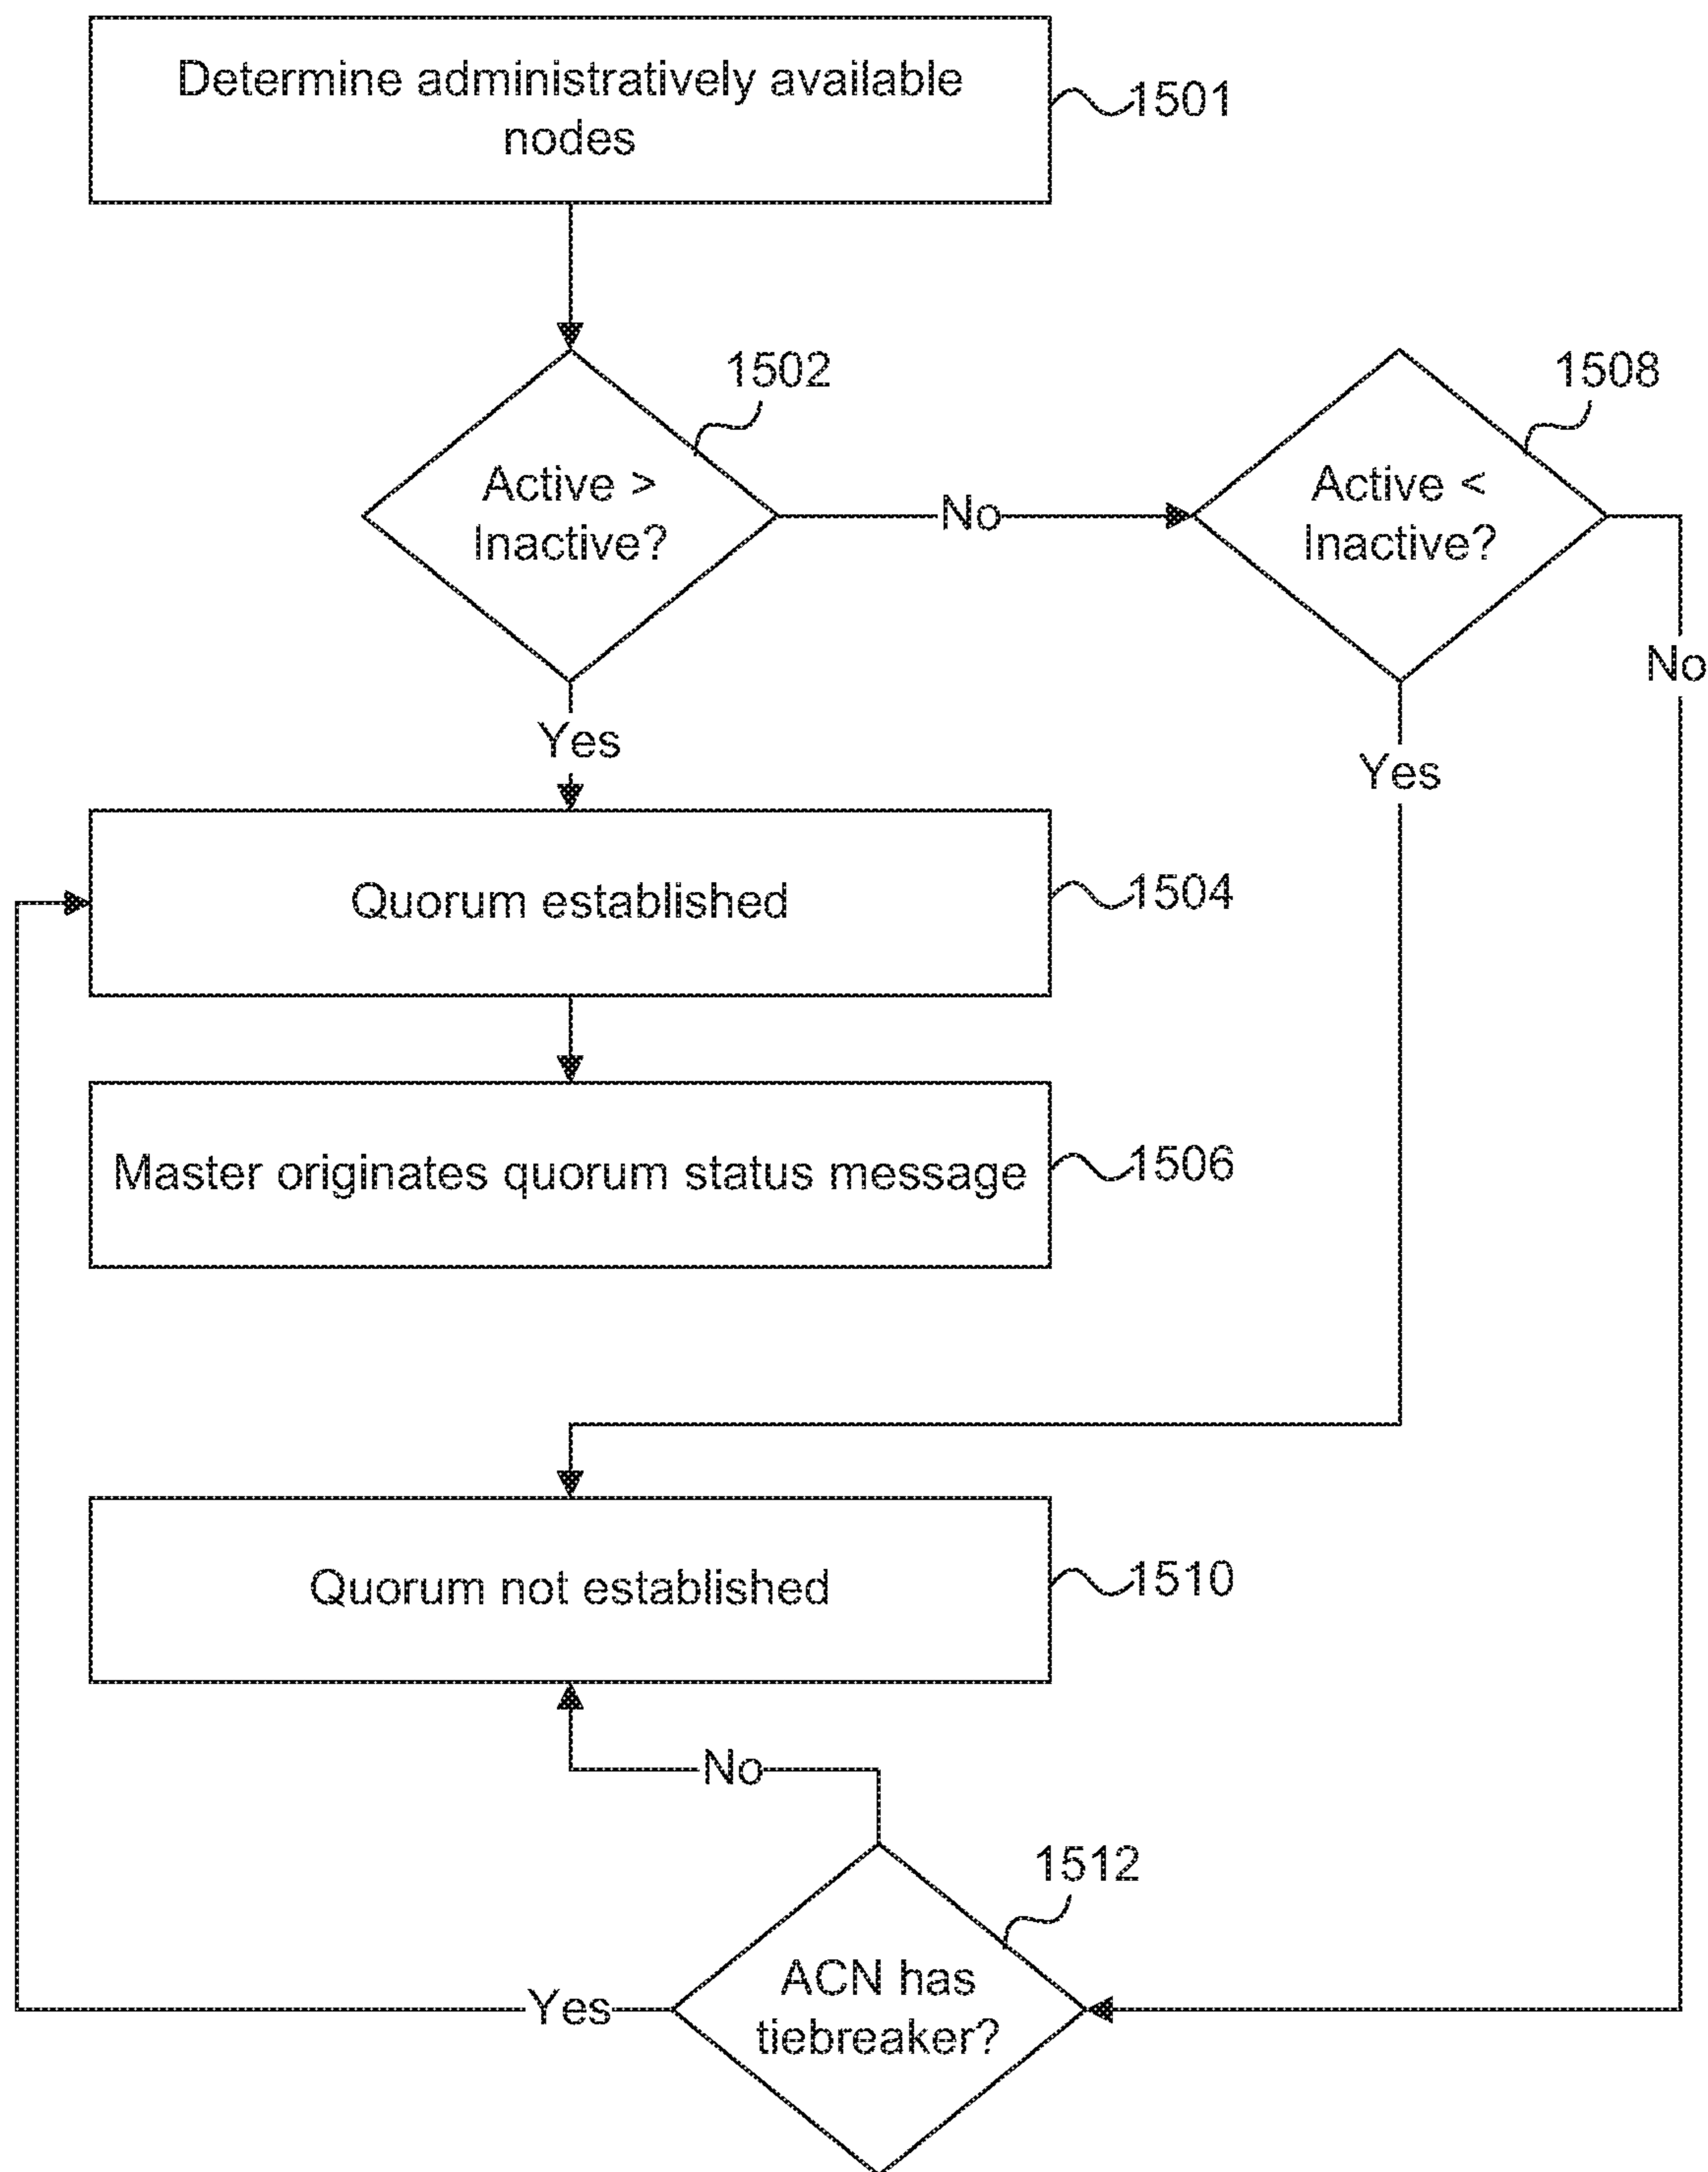 Determine administratively available
nodes
1501
1502
1508
Active >
Inactive?
No
Active <
Inactive?
No
Yes
Yes
Quorum established
1504
Master originates quorum status message
1506
Quorum not established
1510
No
1512
ACN has
tiebreaker?
Yes